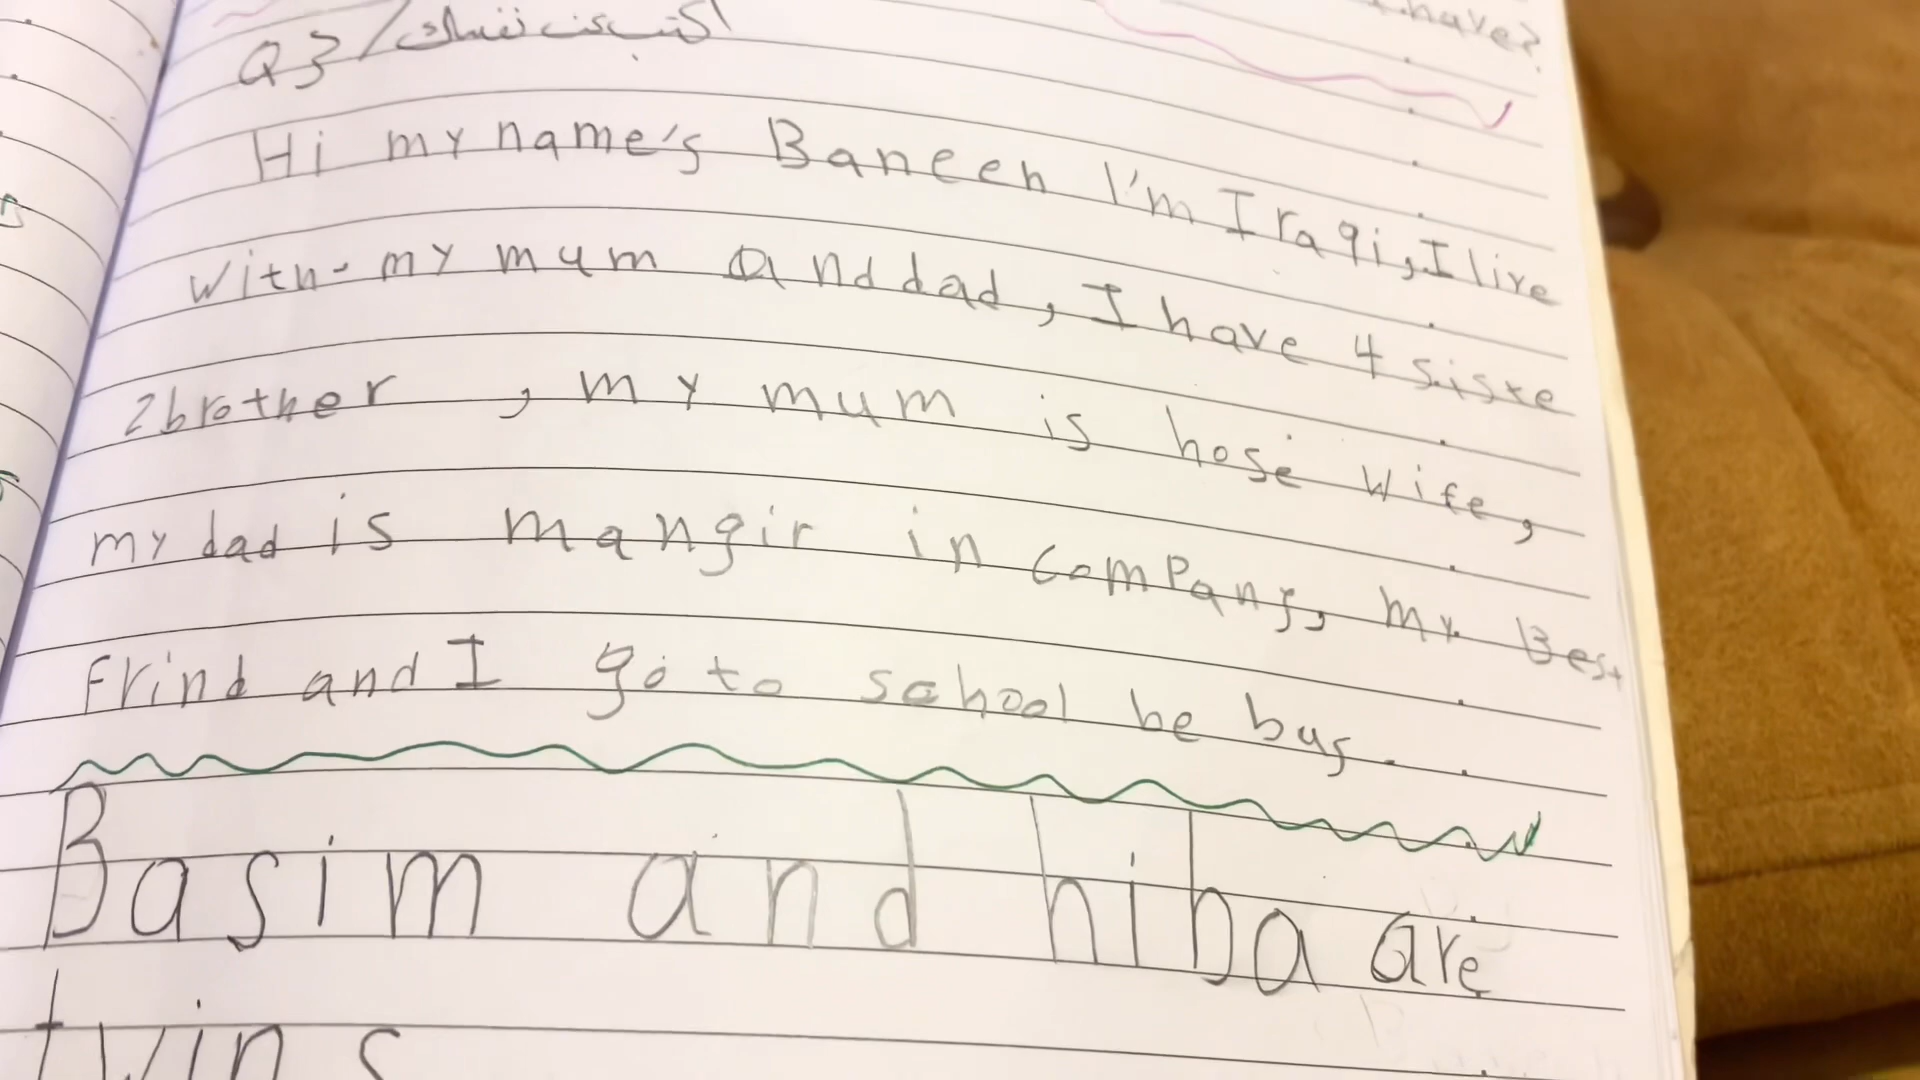 have?
Q3/ اكتب عن نفسك
Hi my name's Baneen I'm Iraqi, I live
with my mum and dad, I have 4 siste
2brother , my mum is hose wife,
my dad is mangir in company, my Best
Frind and I go to school be bus.
Basim and hiba are
twins